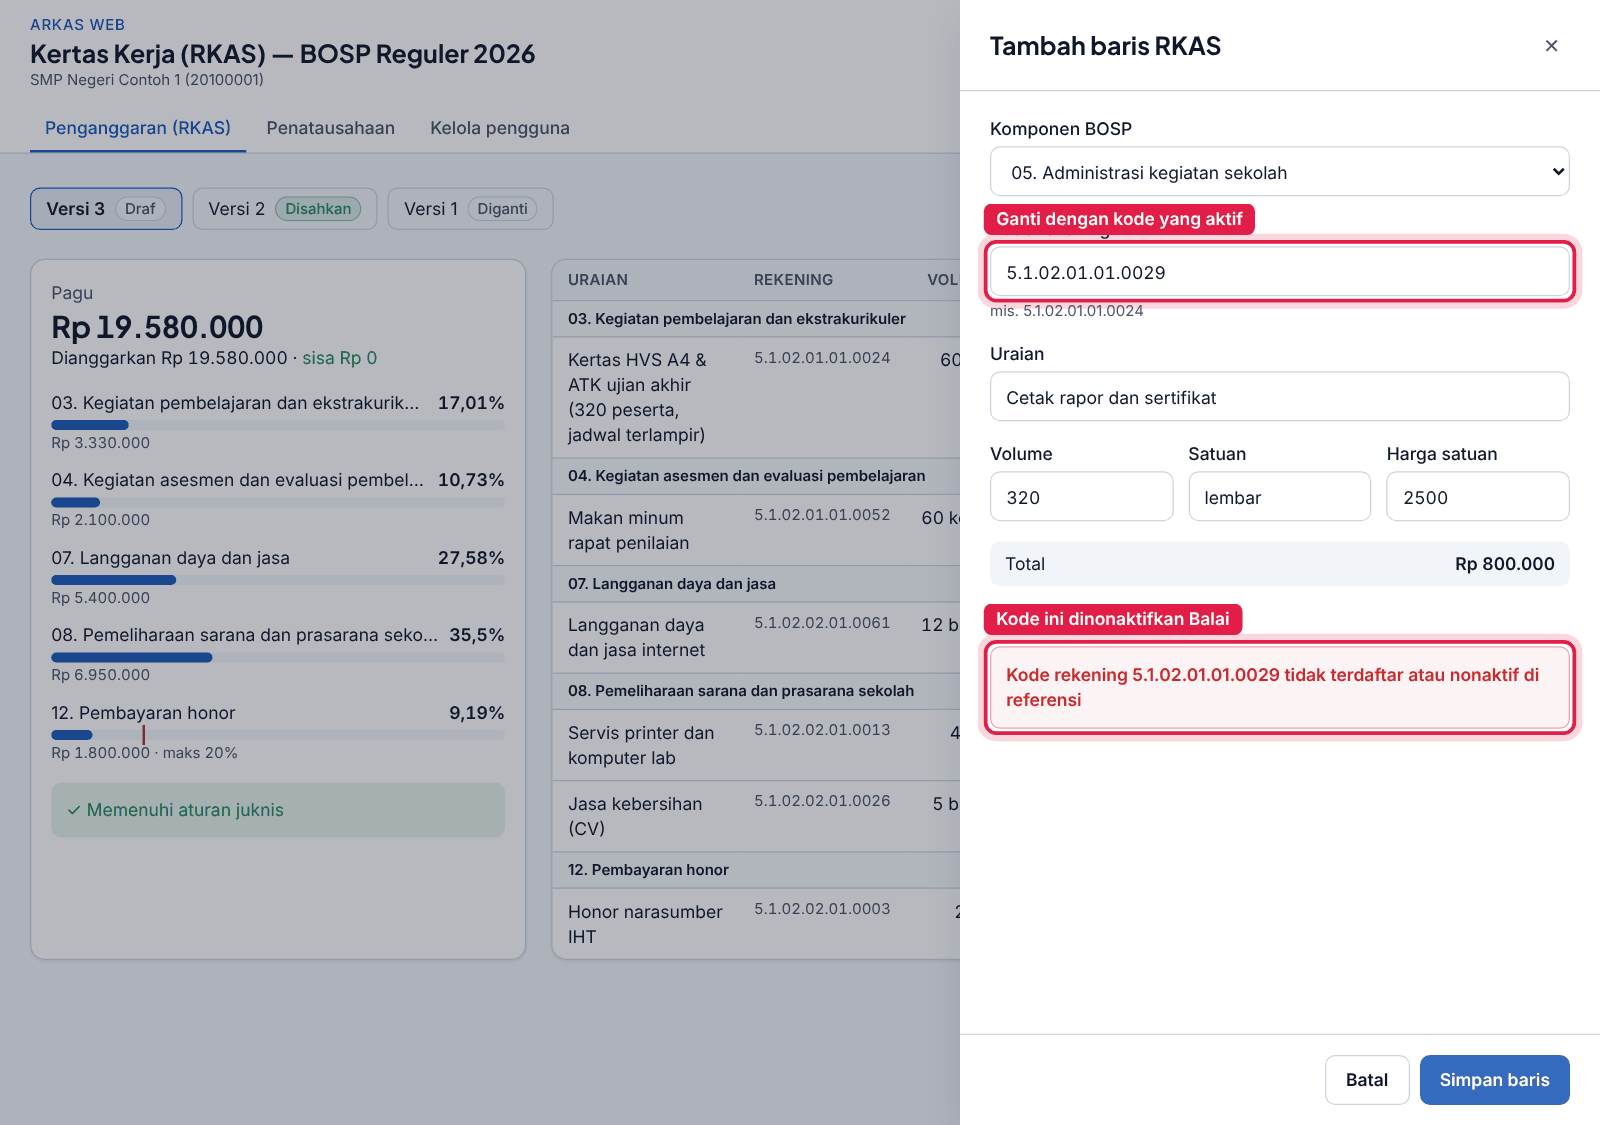 ARKAS WEB
Kertas Kerja (RKAS) — BOSP Reguler 2026
SMP Negeri Contoh 1 (20100001)
Penganggaran (RKAS)
Penatausahaan
Kelola pengguna
Versi 3 Draf
Versi 2 Disahkan
Versi 1 Diganti
Pagu
Rp 19.580.000
Dianggarkan Rp 19.580.000 · sisa Rp 0
03. Kegiatan pembelajaran dan ekstrakurik... 17,01%
Rp 3.330.000
04. Kegiatan asesmen dan evaluasi pembel... 10,73%
Rp 2.100.000
07. Langganan daya dan jasa 27,58%
Rp 5.400.000
08. Pemeliharaan sarana dan prasarana seko... 35,5%
Rp 6.950.000
12. Pembayaran honor 9,19%
Rp 1.800.000 · maks 20%
✓ Memenuhi aturan juknis
URAIAN REKENING VOL
03. Kegiatan pembelajaran dan ekstrakurikuler
Kertas HVS A4 & 5.1.02.01.01.0024 60
ATK ujian akhir
(320 peserta,
jadwal terlampir)
04. Kegiatan asesmen dan evaluasi pembelajaran
Makan minum 5.1.02.01.01.0052 60 k
rapat penilaian
07. Langganan daya dan jasa
Langganan daya 5.1.02.02.01.0061 12 b
dan jasa internet
08. Pemeliharaan sarana dan prasarana sekolah
Servis printer dan 5.1.02.02.01.0013 4
komputer lab
Jasa kebersihan 5.1.02.02.01.0026 5 b
(CV)
12. Pembayaran honor
Honor narasumber 5.1.02.02.01.0003 2
IHT
Tambah baris RKAS ×
Komponen BOSP
05. Administrasi kegiatan sekolah
Ganti dengan kode yang aktif
5.1.02.01.01.0029
mis. 5.1.02.01.01.0024
Uraian
Cetak rapor dan sertifikat
Volume Satuan Harga satuan
320 lembar 2500
Total Rp 800.000
Kode ini dinonaktifkan Balai
Kode rekening 5.1.02.01.01.0029 tidak terdaftar atau nonaktif di
referensi
Batal
Simpan baris